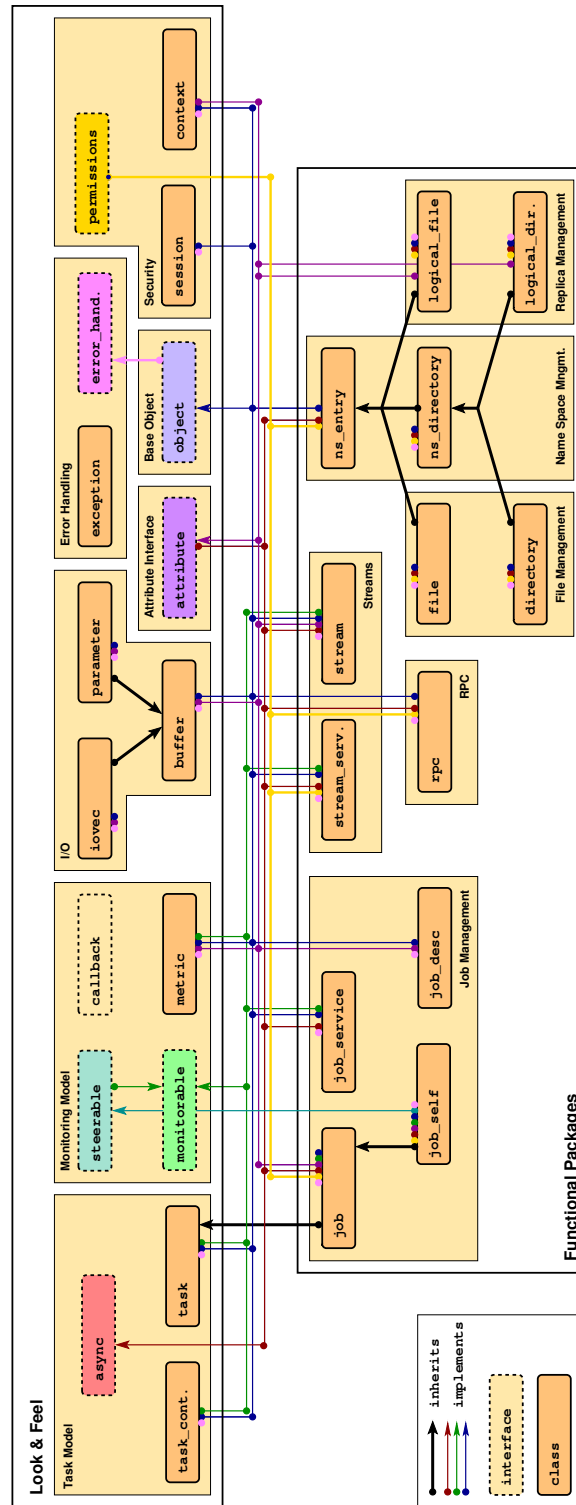 Look & Feel
Task Model
async
task_cont.
task
Monitoring Model
steerable
callback
monitorable
metric
I/O
iovec
parameter
buffer
Error Handling
exception
error_hand.
Attribute Interface
attribute
Base Object
object
Security
permissions
session
context
job
job_service
job_self
job_desc
Job Management
stream_serv.
stream
Streams
rpc
RPC
file
directory
File Management
ns_entry
ns_directory
Name Space Mngmt.
logical_file
logical_dir.
Replica Management
Functional Packages
inherits
implements
interface
class